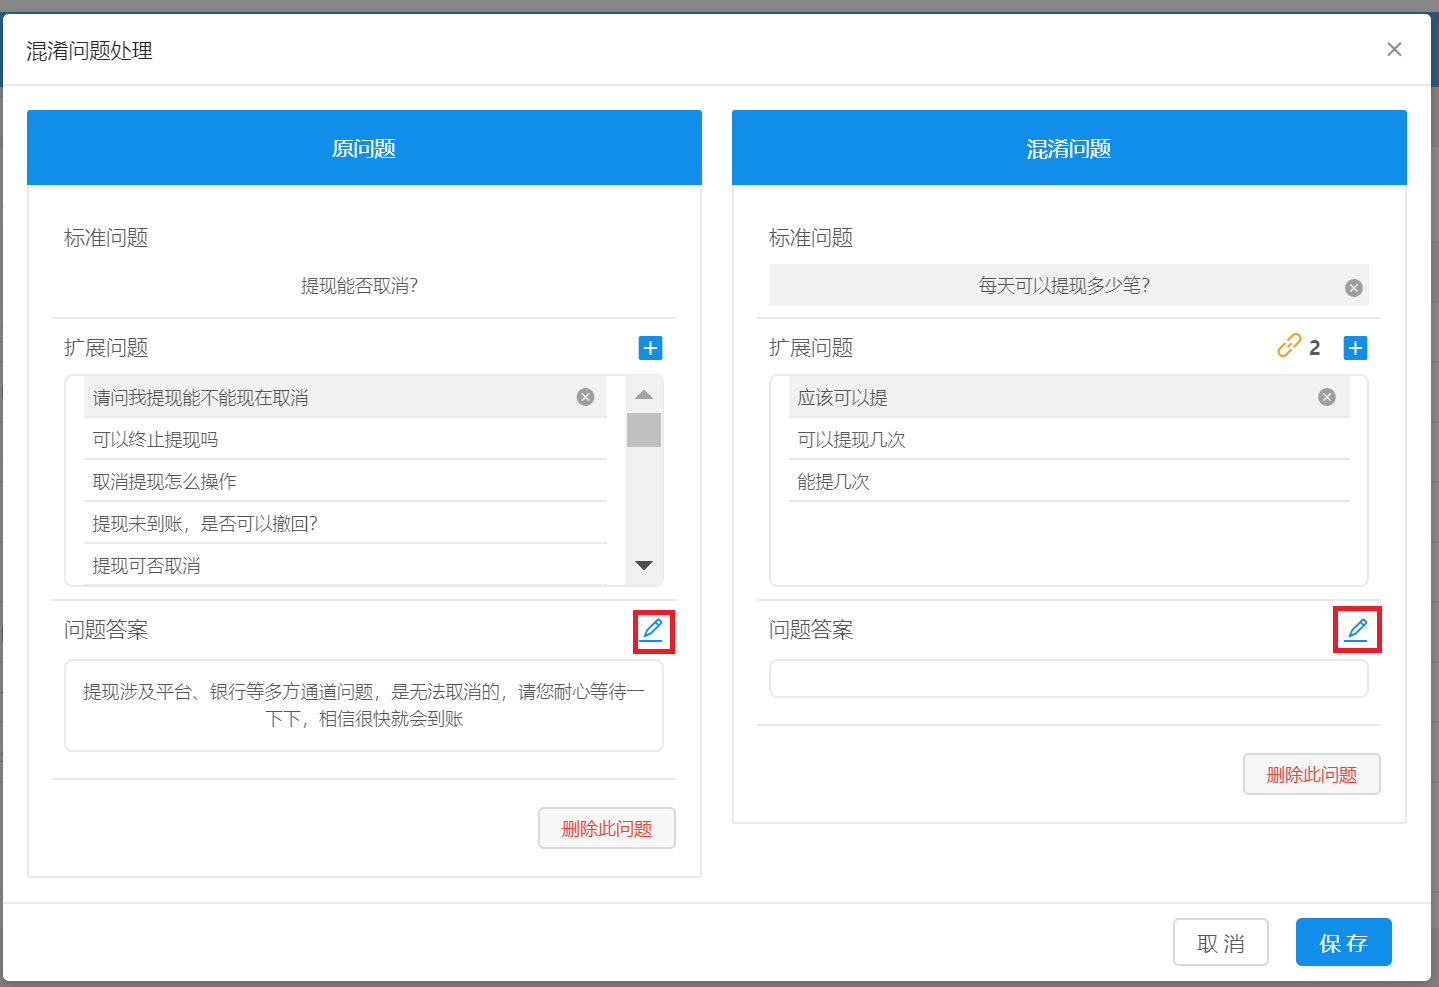 混淆问题处理
原问题
标准问题
提现能否取消?
扩展问题
请问我提现能不能现在取消
可以终止提现吗
取消提现怎么操作
提现未到账，是否可以撤回?
提现可否取消
问题答案
提现涉及平台、银行等多方通道问题，是无法取消的，请您耐心等待一
下下，相信很快就会到账
删除此问题
混淆问题
标准问题
每天可以提现多少笔?
扩展问题 2
应该可以提
可以提现几次
能提几次
问题答案
删除此问题
取消
保存